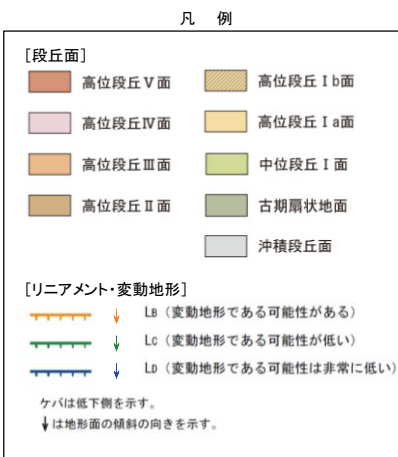 凡 例
[段丘面]
高位段丘Ⅴ面
高位段丘Ⅰb面
高位段丘Ⅳ面
高位段丘Ⅰa面
高位段丘Ⅲ面
中位段丘Ⅰ面
高位段丘Ⅱ面
古期扇状地面
沖積段丘面
[リニアメント・変動地形]
LB（変動地形である可能性がある）
LC（変動地形である可能性が低い）
LD（変動地形である可能性は非常に低い）
ケバは低下側を示す。
↓は地形面の傾斜の向きを示す。